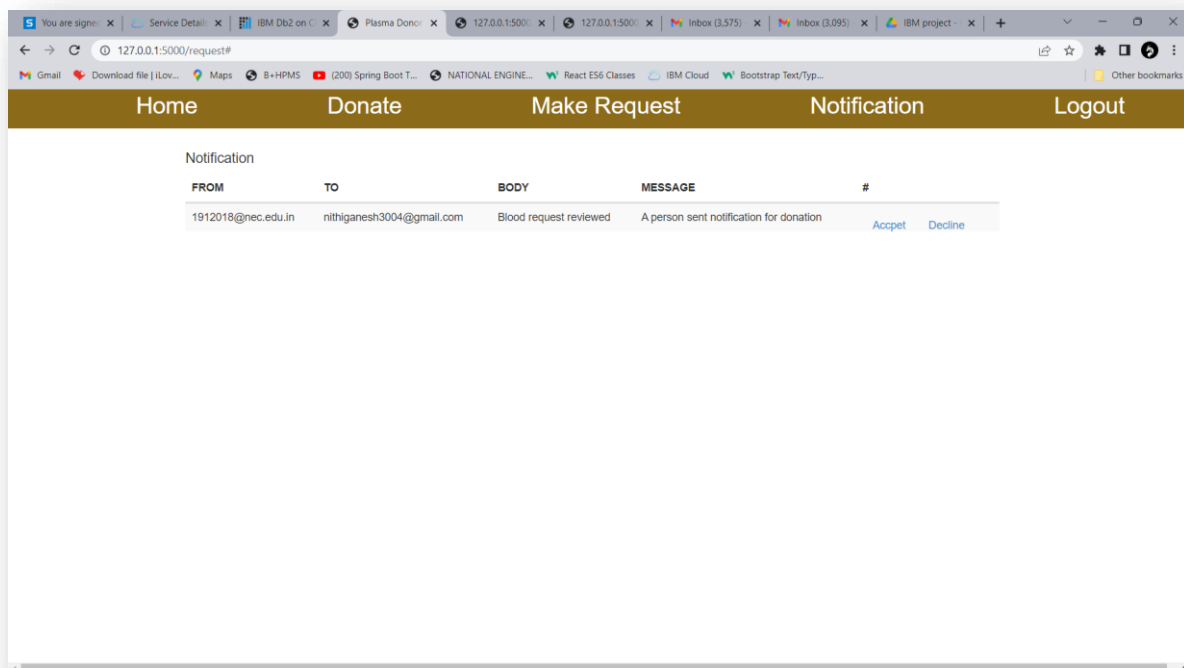 You are signe
Service Details
IBM Db2 on C
Plasma Donor
127.0.0.1:5000
127.0.0.1:5000
Inbox (3,575) -
Inbox (3,095)
IBM project -
127.0.0.1:5000/request#
Gmail
Download file | iLov...
Maps
B+HPMS
(200) Spring Boot T...
NATIONAL ENGINE...
React ES6 Classes
IBM Cloud
Bootstrap Text/Typ...
Other bookmarks
Home Donate Make Request Notification Logout
Notification
FROM TO BODY MESSAGE #
1912018@nec.edu.in nithiganesh3004@gmail.com Blood request reviewed A person sent notification for donation Accpet Decline